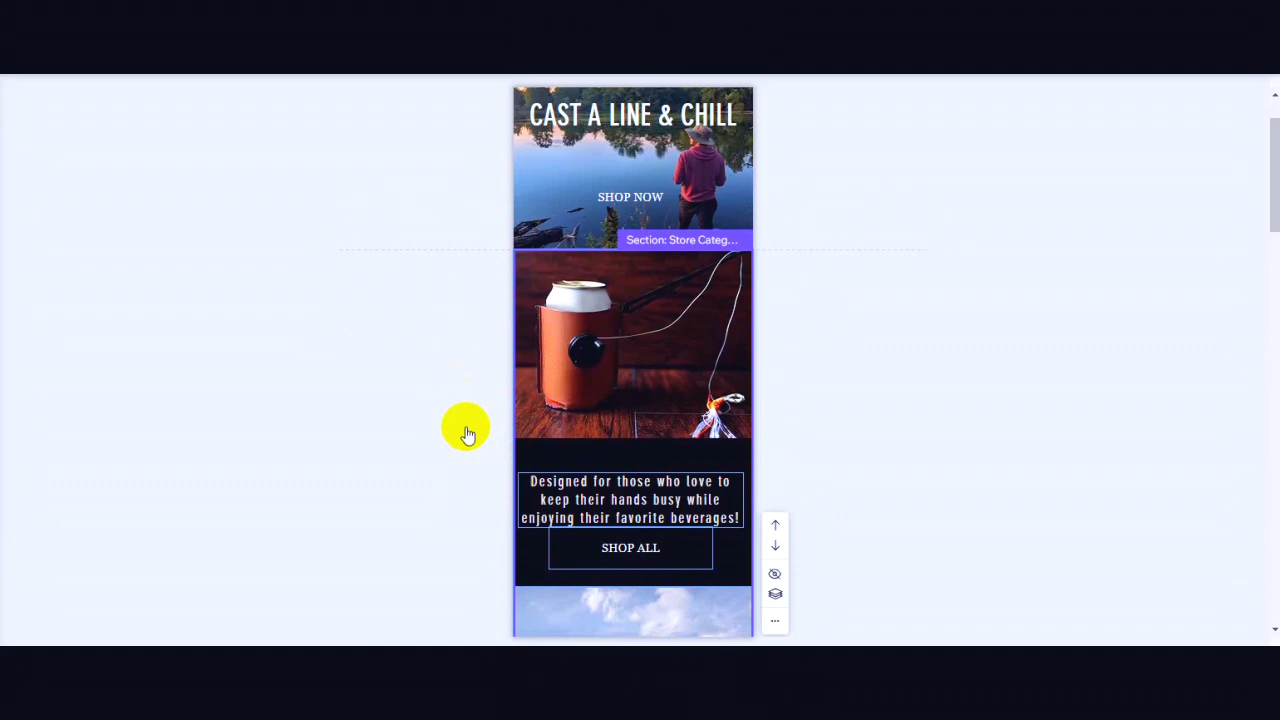 CAST A LINE & CHILL
SHOP NOW
Section: Store Categ...
Designed for those who love to
keep their hands busy while
enjoying their favorite beverages!
SHOP ALL